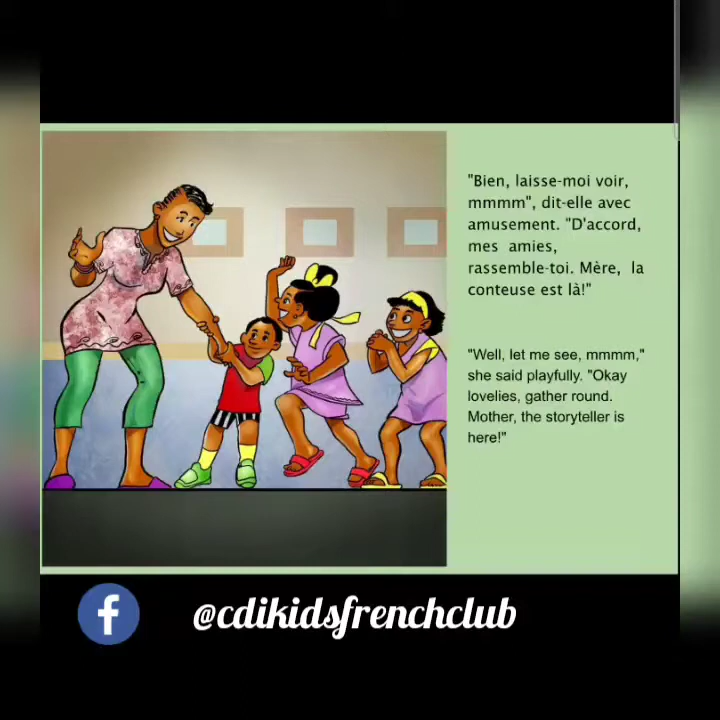 "Bien, laisse-moi voir,
mmmm", dit-elle avec
amusement. "D'accord,
mes amies,
rassemble-toi. Mère, la
conteuse est là!"
"Well, let me see, mmmm,"
she said playfully. "Okay
lovelies, gather round.
Mother, the storyteller is
here!"
f
@cdikidsfrenchclub